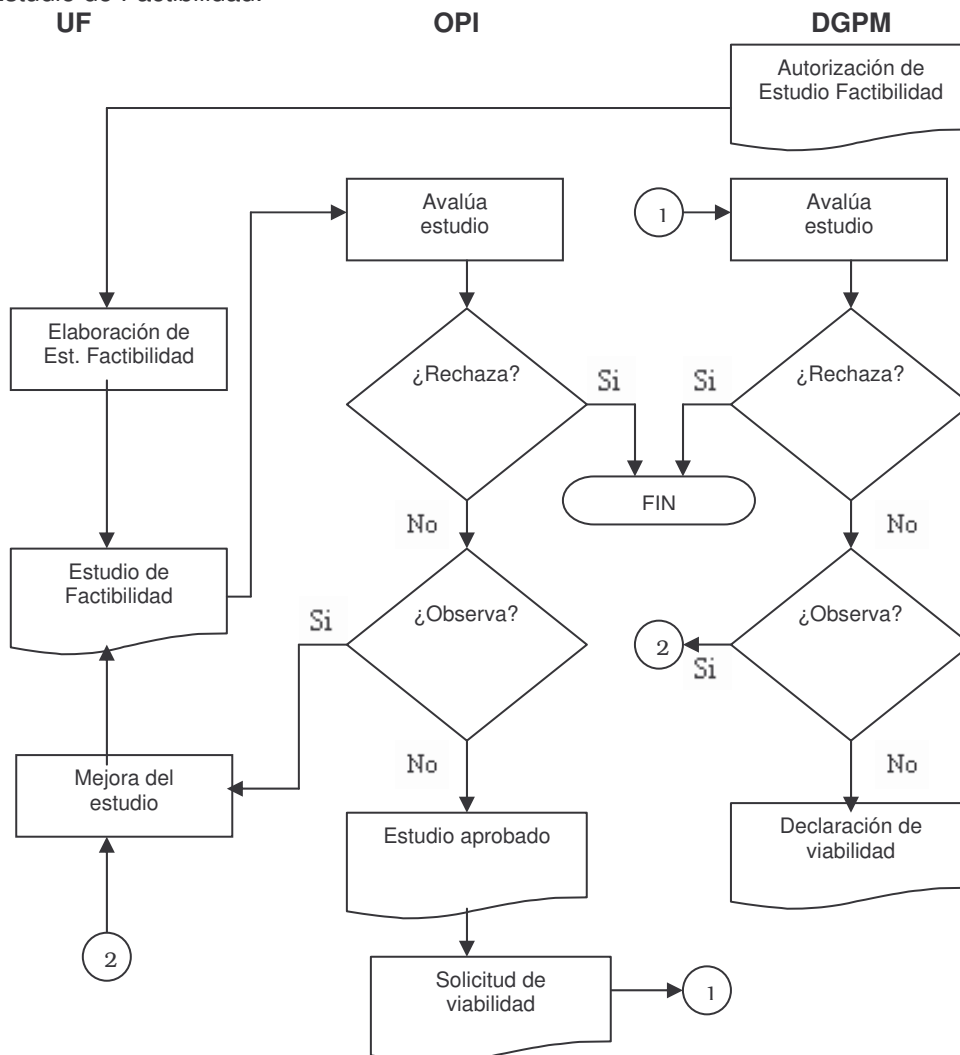 Estudio de Factibilidad.
UF
OPI
DGPM
Autorización de
Estudio Factibilidad
Avalúa
estudio
1
Avalúa
estudio
Elaboración de
Est. Factibilidad
¿Rechaza?
Si
Si
¿Rechaza?
FIN
No
No
Estudio de
Factibilidad
Si
¿Observa?
2
Si
¿Observa?
No
No
Mejora del
estudio
Estudio aprobado
Declaración de
viabilidad
2
Solicitud de
viabilidad
1